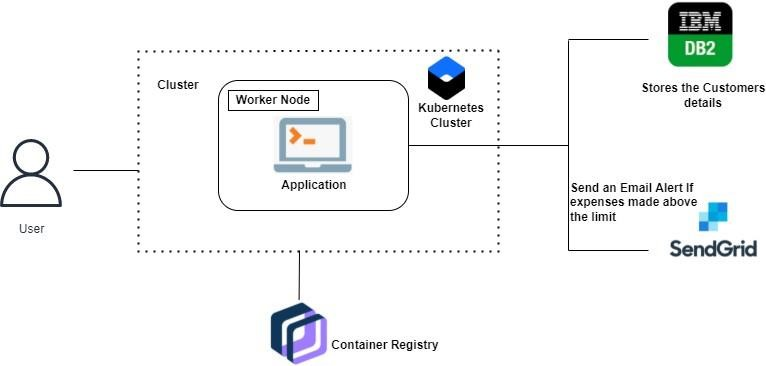 IBM
DB2
Cluster
Stores the Customers
details
Worker Node
Kubernetes
Cluster
Application
Send an Email Alert If
expenses made above
the limit
User
SendGrid
Container Registry